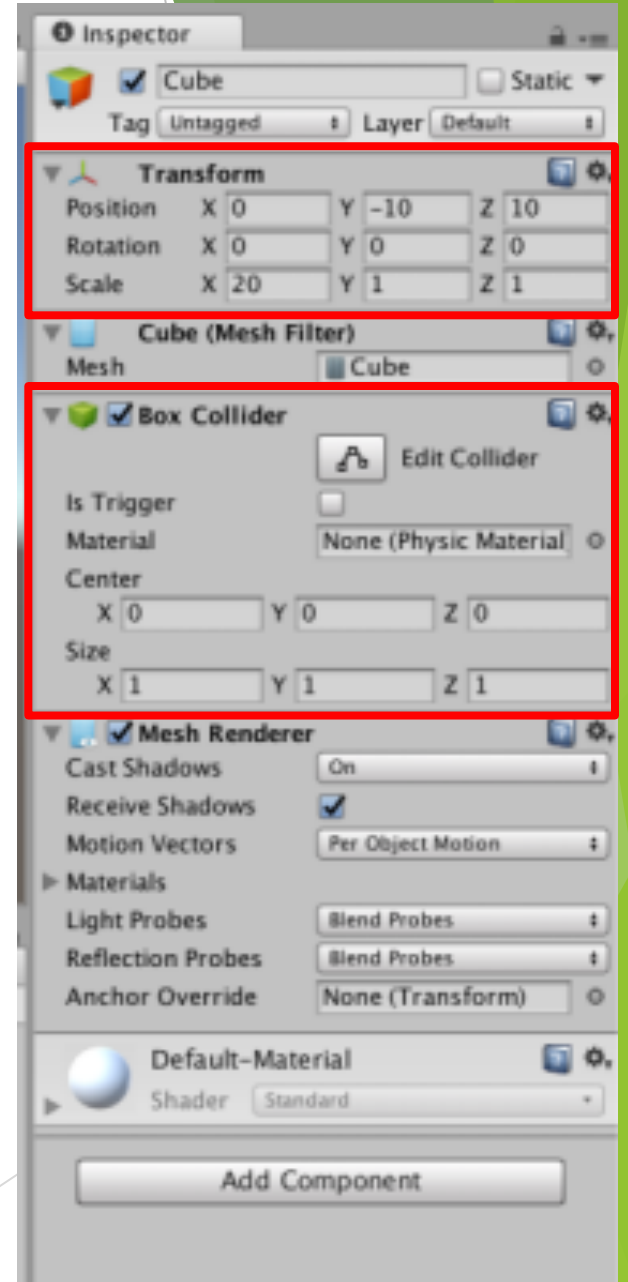 Inspector
Cube Static
Tag Untagged Layer Default
Transform
Position X 0 Y -10 Z 10
Rotation X 0 Y 0 Z 0
Scale X 20 Y 1 Z 1
Cube (Mesh Filter)
Mesh Cube
Box Collider
Edit Collider
Is Trigger
Material None (Physic Material
Center
X 0 Y 0 Z 0
Size
X 1 Y 1 Z 1
Mesh Renderer
Cast Shadows On
Receive Shadows
Motion Vectors Per Object Motion
Materials
Light Probes Blend Probes
Reflection Probes Blend Probes
Anchor Override None (Transform)
Default-Material
Shader Standard
Add Component